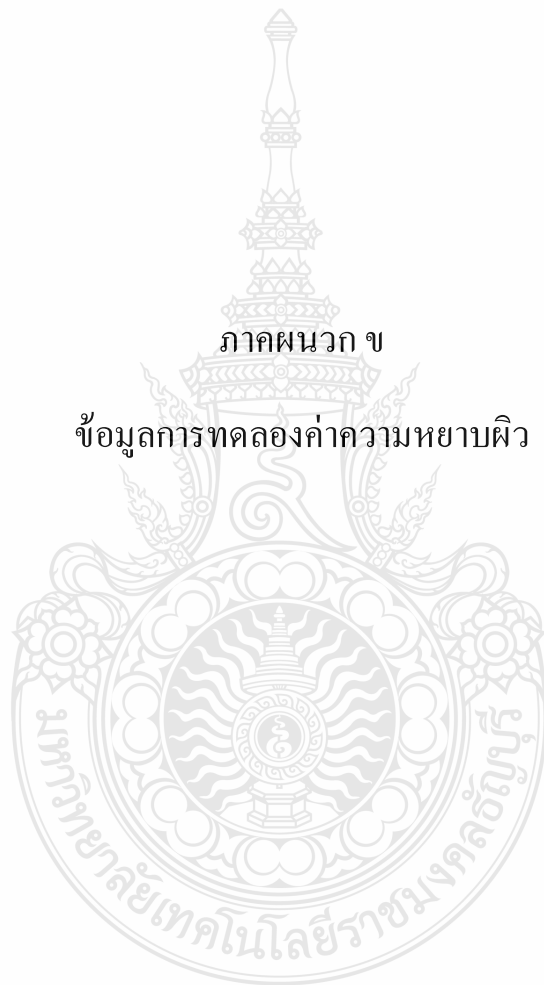 ภาคผนวก ข
ข้อมูลการทดลองค่าความหยาบผิว
มหาวิทยาลัยเทคโนโลยีราชมงคลธัญบุรี